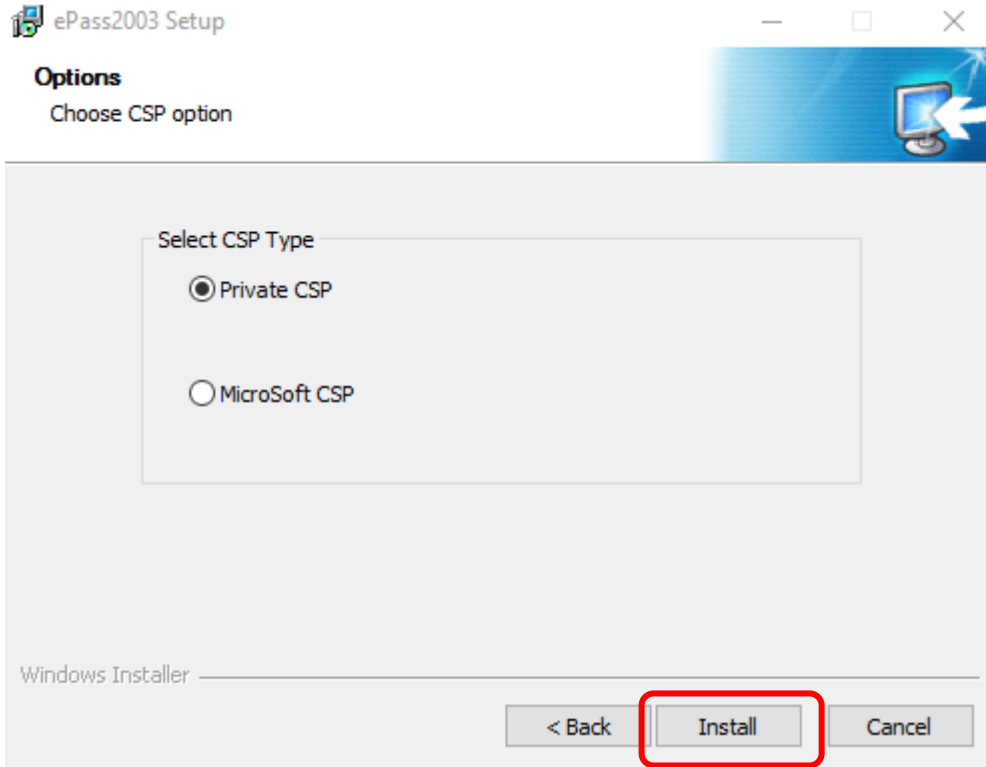 ePass2003 Setup
Options
Choose CSP option
Select CSP Type
Private CSP
MicroSoft CSP
Windows Installer
< Back
Install
Cancel